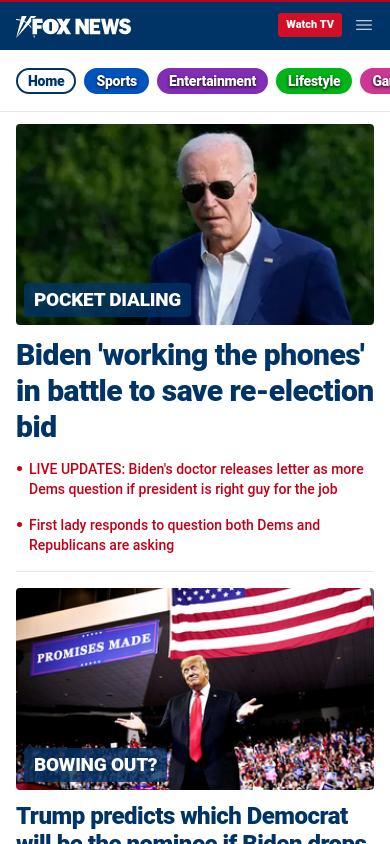 FOX NEWS
Watch TV
Home
Sports
Entertainment
Lifestyle
Ga
POCKET DIALING
Biden 'working the phones'
in battle to save re-election
bid
• LIVE UPDATES: Biden's doctor releases letter as more
Dems question if president is right guy for the job
• First lady responds to question both Dems and
Republicans are asking
PROMISES MADE
BOWING OUT?
Trump predicts which Democrat
will be the nominee if Biden drops